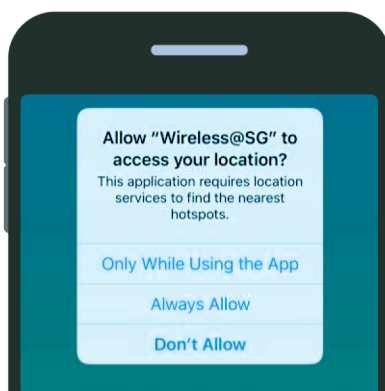 Allow “Wireless@SG” to
access your location?
This application requires location
services to find the nearest
hotspots.
Only While Using the App
Always Allow
Don’t Allow